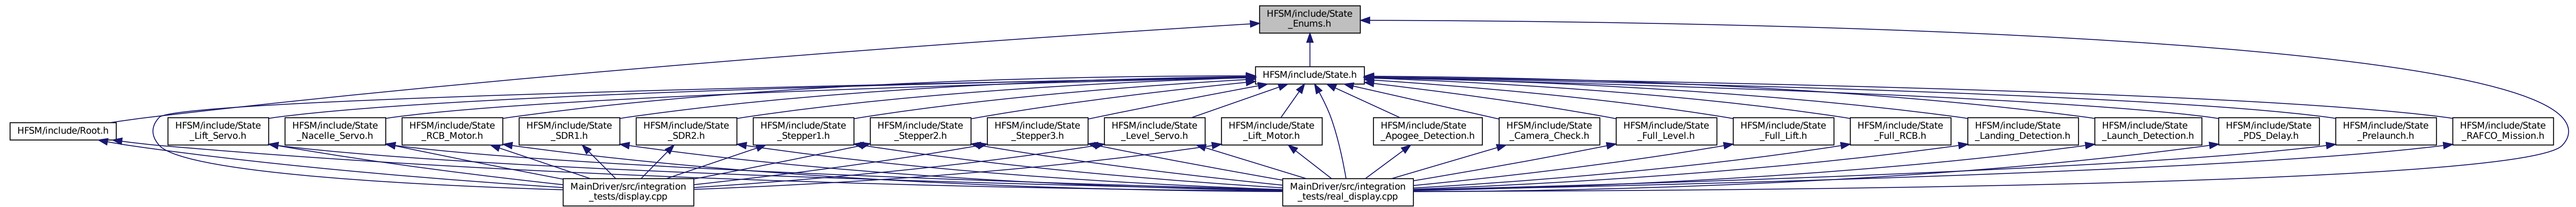 HFSM/include/State
_Enums.h
HFSM/include/State.h
HFSM/include/Root.h
HFSM/include/State
_Lift_Servo.h
HFSM/include/State
_Nacelle_Servo.h
HFSM/include/State
_RCB_Motor.h
HFSM/include/State
_SDR1.h
HFSM/include/State
_SDR2.h
HFSM/include/State
_Stepper1.h
HFSM/include/State
_Stepper2.h
HFSM/include/State
_Stepper3.h
HFSM/include/State
_Level_Servo.h
HFSM/include/State
_Lift_Motor.h
HFSM/include/State
_Apogee_Detection.h
HFSM/include/State
_Camera_Check.h
HFSM/include/State
_Full_Level.h
HFSM/include/State
_Full_Lift.h
HFSM/include/State
_Full_RCB.h
HFSM/include/State
_Landing_Detection.h
HFSM/include/State
_Launch_Detection.h
HFSM/include/State
_PDS_Delay.h
HFSM/include/State
_Prelaunch.h
HFSM/include/State
_RAFCO_Mission.h
MainDriver/src/integration
_tests/display.cpp
MainDriver/src/integration
_tests/real_display.cpp